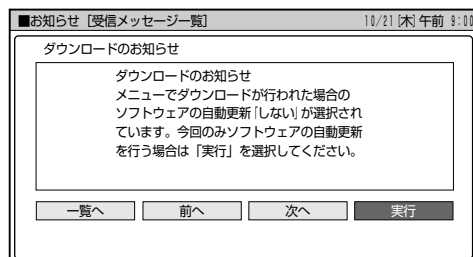 ■お知らせ [受信メッセージ一覧] 10/21[木]午前 9:00
ダウンロードのお知らせ
ダウンロードのお知らせ
メニューでダウンロードが行われた場合の
ソフトウェアの自動更新「しない」が選択され
ています。今回のみソフトウェアの自動更新
を行う場合は「実行」を選択してください。
一覧へ 前へ 次へ 実行